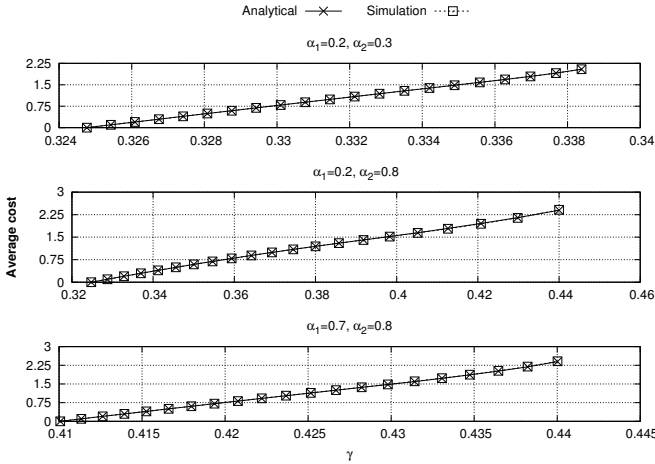 Analytical Simulation
α1=0.2, α2=0.3
2.25
1.5
0.75
0
0.324 0.326 0.328 0.33 0.332 0.334 0.336 0.338 0.34
α1=0.2, α2=0.8
3
2.25
1.5
0.75
0
0.32 0.34 0.36 0.38 0.4 0.42 0.44 0.46
Average cost
α1=0.7, α2=0.8
3
2.25
1.5
0.75
0
0.41 0.415 0.42 0.425 0.43 0.435 0.44 0.445
γ